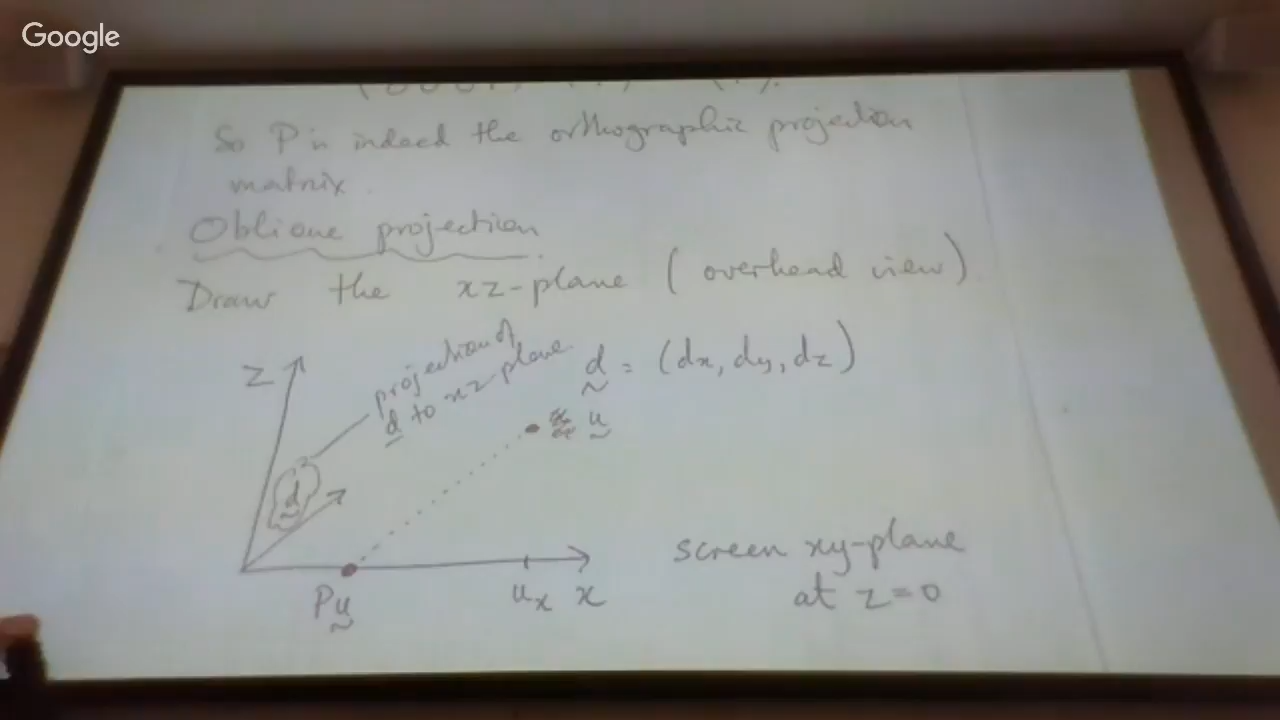 Google
So P is indeed the orthographic projection
matrix.
Oblique projection.
Draw the xz-plane (overhead view)
z
projection of
d to xz plane
d = (dx, dy, dz)
u
d
screen xy-plane
at z=0
Pu
ux x